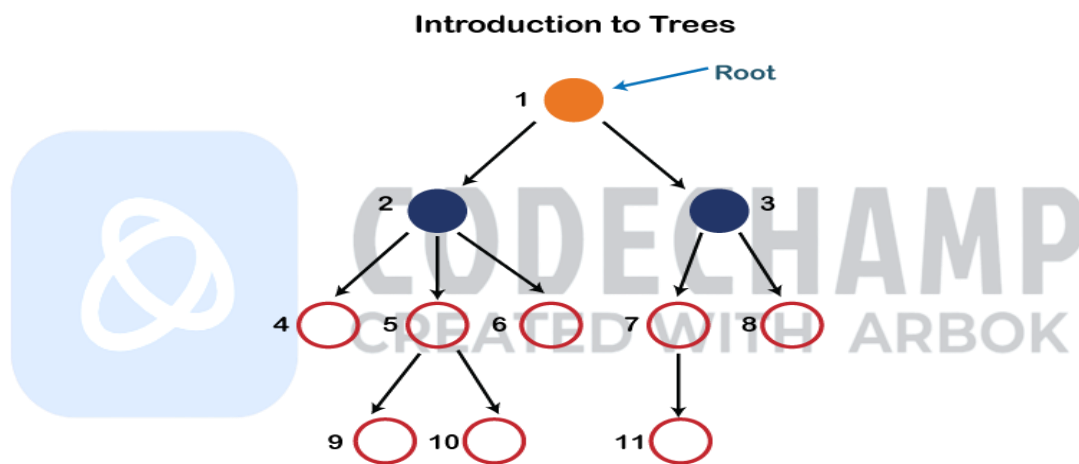 Introduction to Trees
Root
1
2
3
CODECHAMP
4
5
6
7
8
CREATED WITH ARBOK
9
10
11